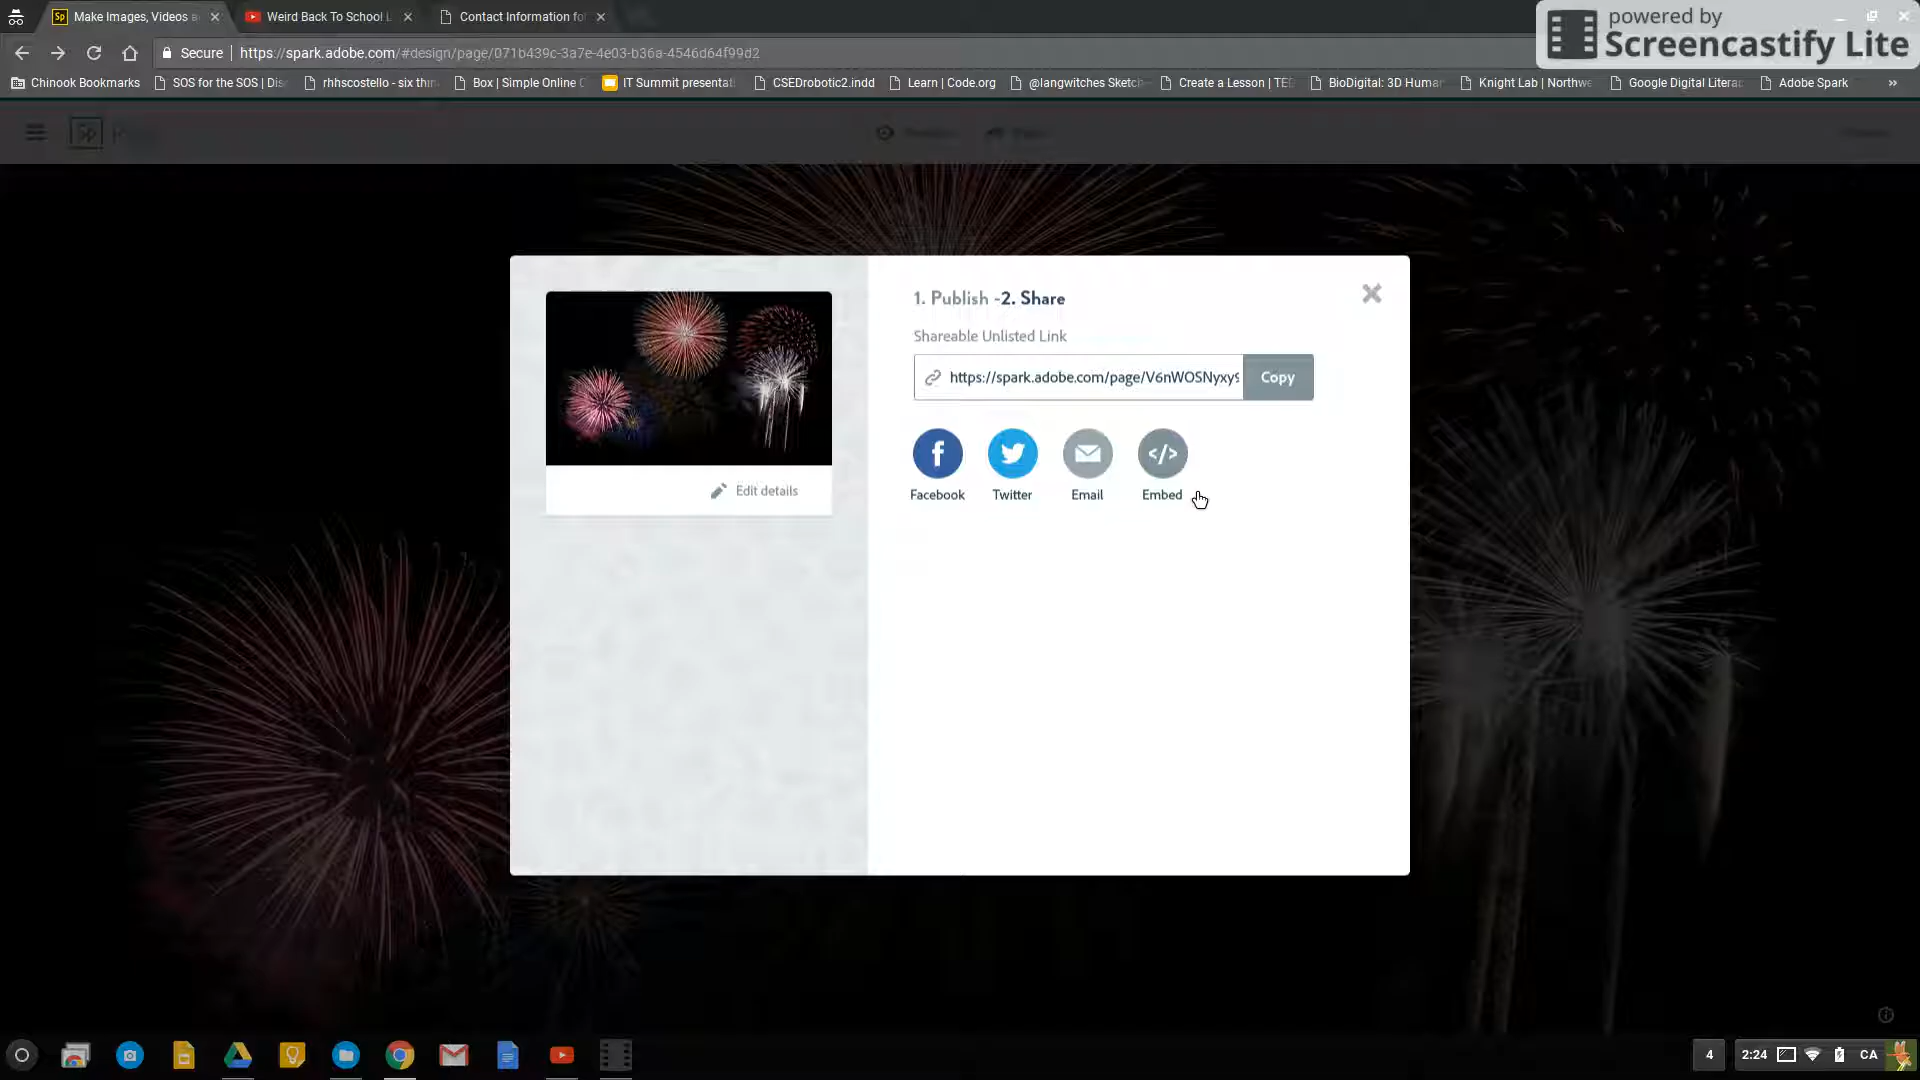 Make Images, Videos a
Weird Back To School L
Contact Information fo
powered by
Screencastify Lite
Secure
https://spark.adobe.com/#design/page/071b439c-3a7e-4e03-b36a-4546d64f99d2
Chinook Bookmarks
SOS for the SOS | Dis
rhhscostello - six thin
Box | Simple Online C
IT Summit presentati
CSEDrobotic2.indd
Learn | Code.org
@langwitches Sketch
Create a Lesson | TED
BioDigital: 3D Human
Knight Lab | Northwe
Google Digital Literac
Adobe Spark
»
Sp
1. Publish -2. Share
Shareable Unlisted Link
https://spark.adobe.com/page/V6nWOSNyxy9
Copy
f
</>
Facebook
Twitter
Email
Embed
Edit details
4
2:24
CA